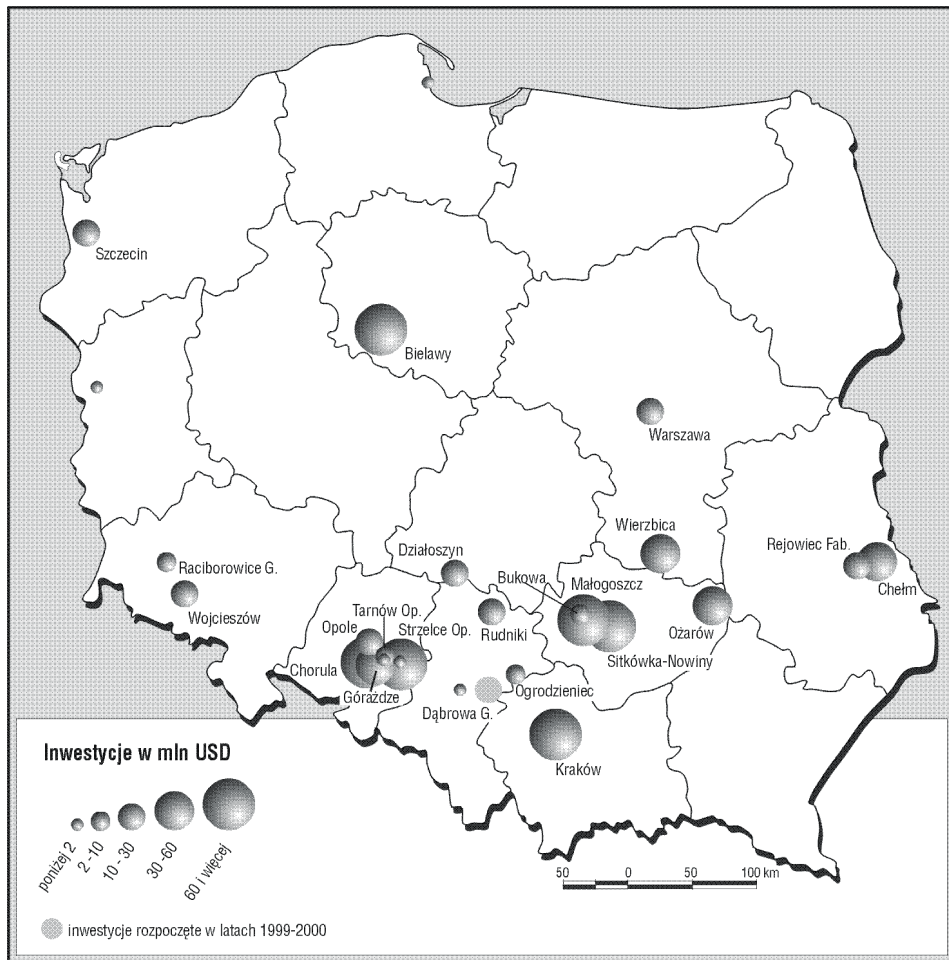 Szczecin
Bielawy
Warszawa
Wierzbica
Rejowiec Fab.
Chełm
Działoszyn
Raciborowice G.
Wojcieszów
Bukowa
Małogoszcz
Tarnów Op.
Opole
Strzelce Op.
Rudniki
Ożarów
Sitkówka-Nowiny
Chorula
Górażdże
Ogrodzieniec
Dąbrowa G.
Kraków
Inwestycje w mln USD
poniżej 2
2 -10
10 - 30
30 -60
60 i więcej
50 0 50 100 km
inwestycje rozpoczęte w latach 1999-2000